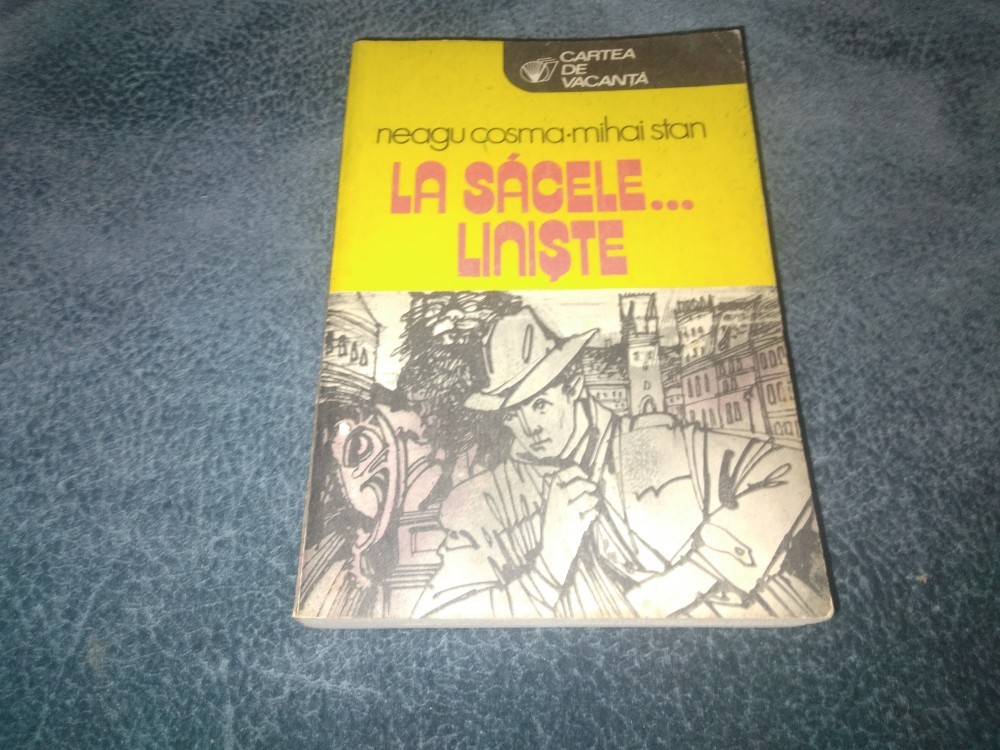 CARTEA
DE
VACANȚĂ
neagu cosma • mihai stan
LA SĂCELE...
LINIȘTE